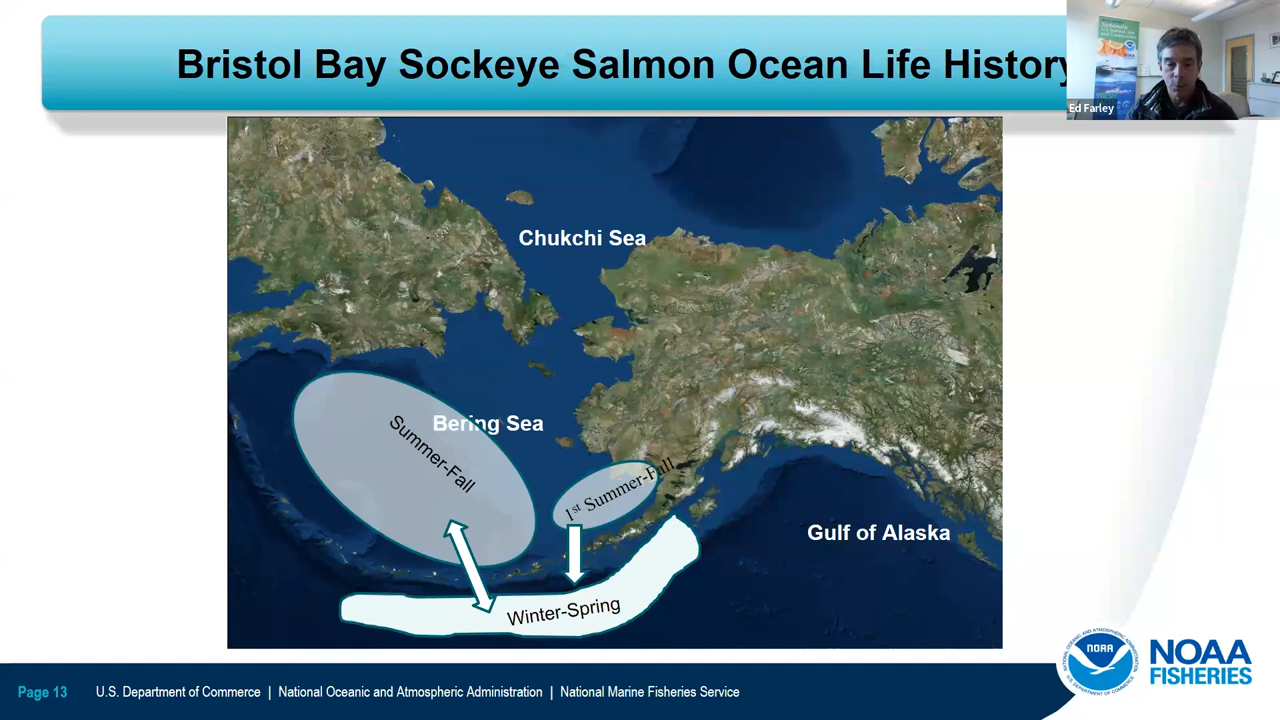 Bristol Bay Sockeye Salmon Ocean Life History
Ed Farley
Chukchi Sea
Bering Sea
Summer-Fall
1st Summer-Fall
Gulf of Alaska
Winter-Spring
NOAA
NOAA
FISHERIES
Page 13
U.S. Department of Commerce | National Oceanic and Atmospheric Administration | National Marine Fisheries Service